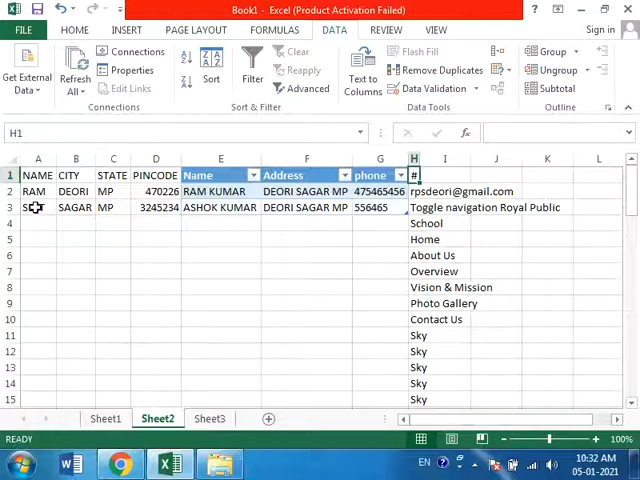 Book1 - Excel (Product Activation Failed)
FILE HOME INSERT PAGE LAYOUT FORMULAS DATA REVIEW VIEW Sign in
Get External Data
Refresh All
Connections
Properties
Edit Links
Connections
Sort
Filter
Clear
Reapply
Advanced
Sort & Filter
Text to Columns
Flash Fill
Remove Duplicates
Data Validation
Data Tools
Group
Ungroup
Subtotal
Outline
H1
A B C D E F G H I J K L
1 NAME CITY STATE PINCODE Name Address phone #
2 RAM DEORI MP 470226 RAM KUMAR DEORI SAGAR MP 475465456 rpsdeori@gmail.com
3 SAGAR MP 3245234 ASHOK KUMAR DEORI SAGAR MP 556465 Toggle navigation Royal Public
4 School
5 Home
6 About Us
7 Overview
8 Vision & Mission
9 Photo Gallery
10 Contact Us
11 Sky
12 Sky
13 Sky
14 Sky
15 Sky
Sheet1 Sheet2 Sheet3
READY 100%
EN 10:32 AM
05-01-2021